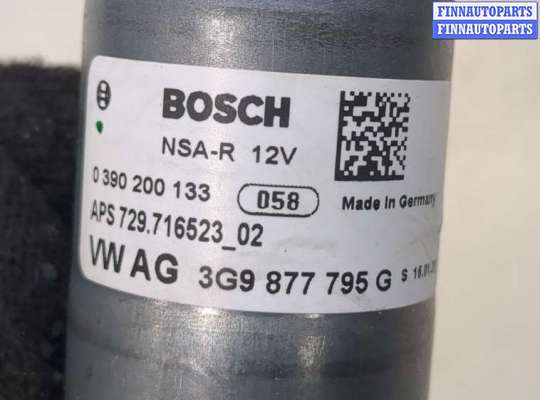 FINNAUTOPARTS
FINNAUTOPARTS
BOSCH
NSA-R 12V
0 390 200 133
058
Made in Germany
APS 729.716523_02
VW AG 3G9 877 795 G S